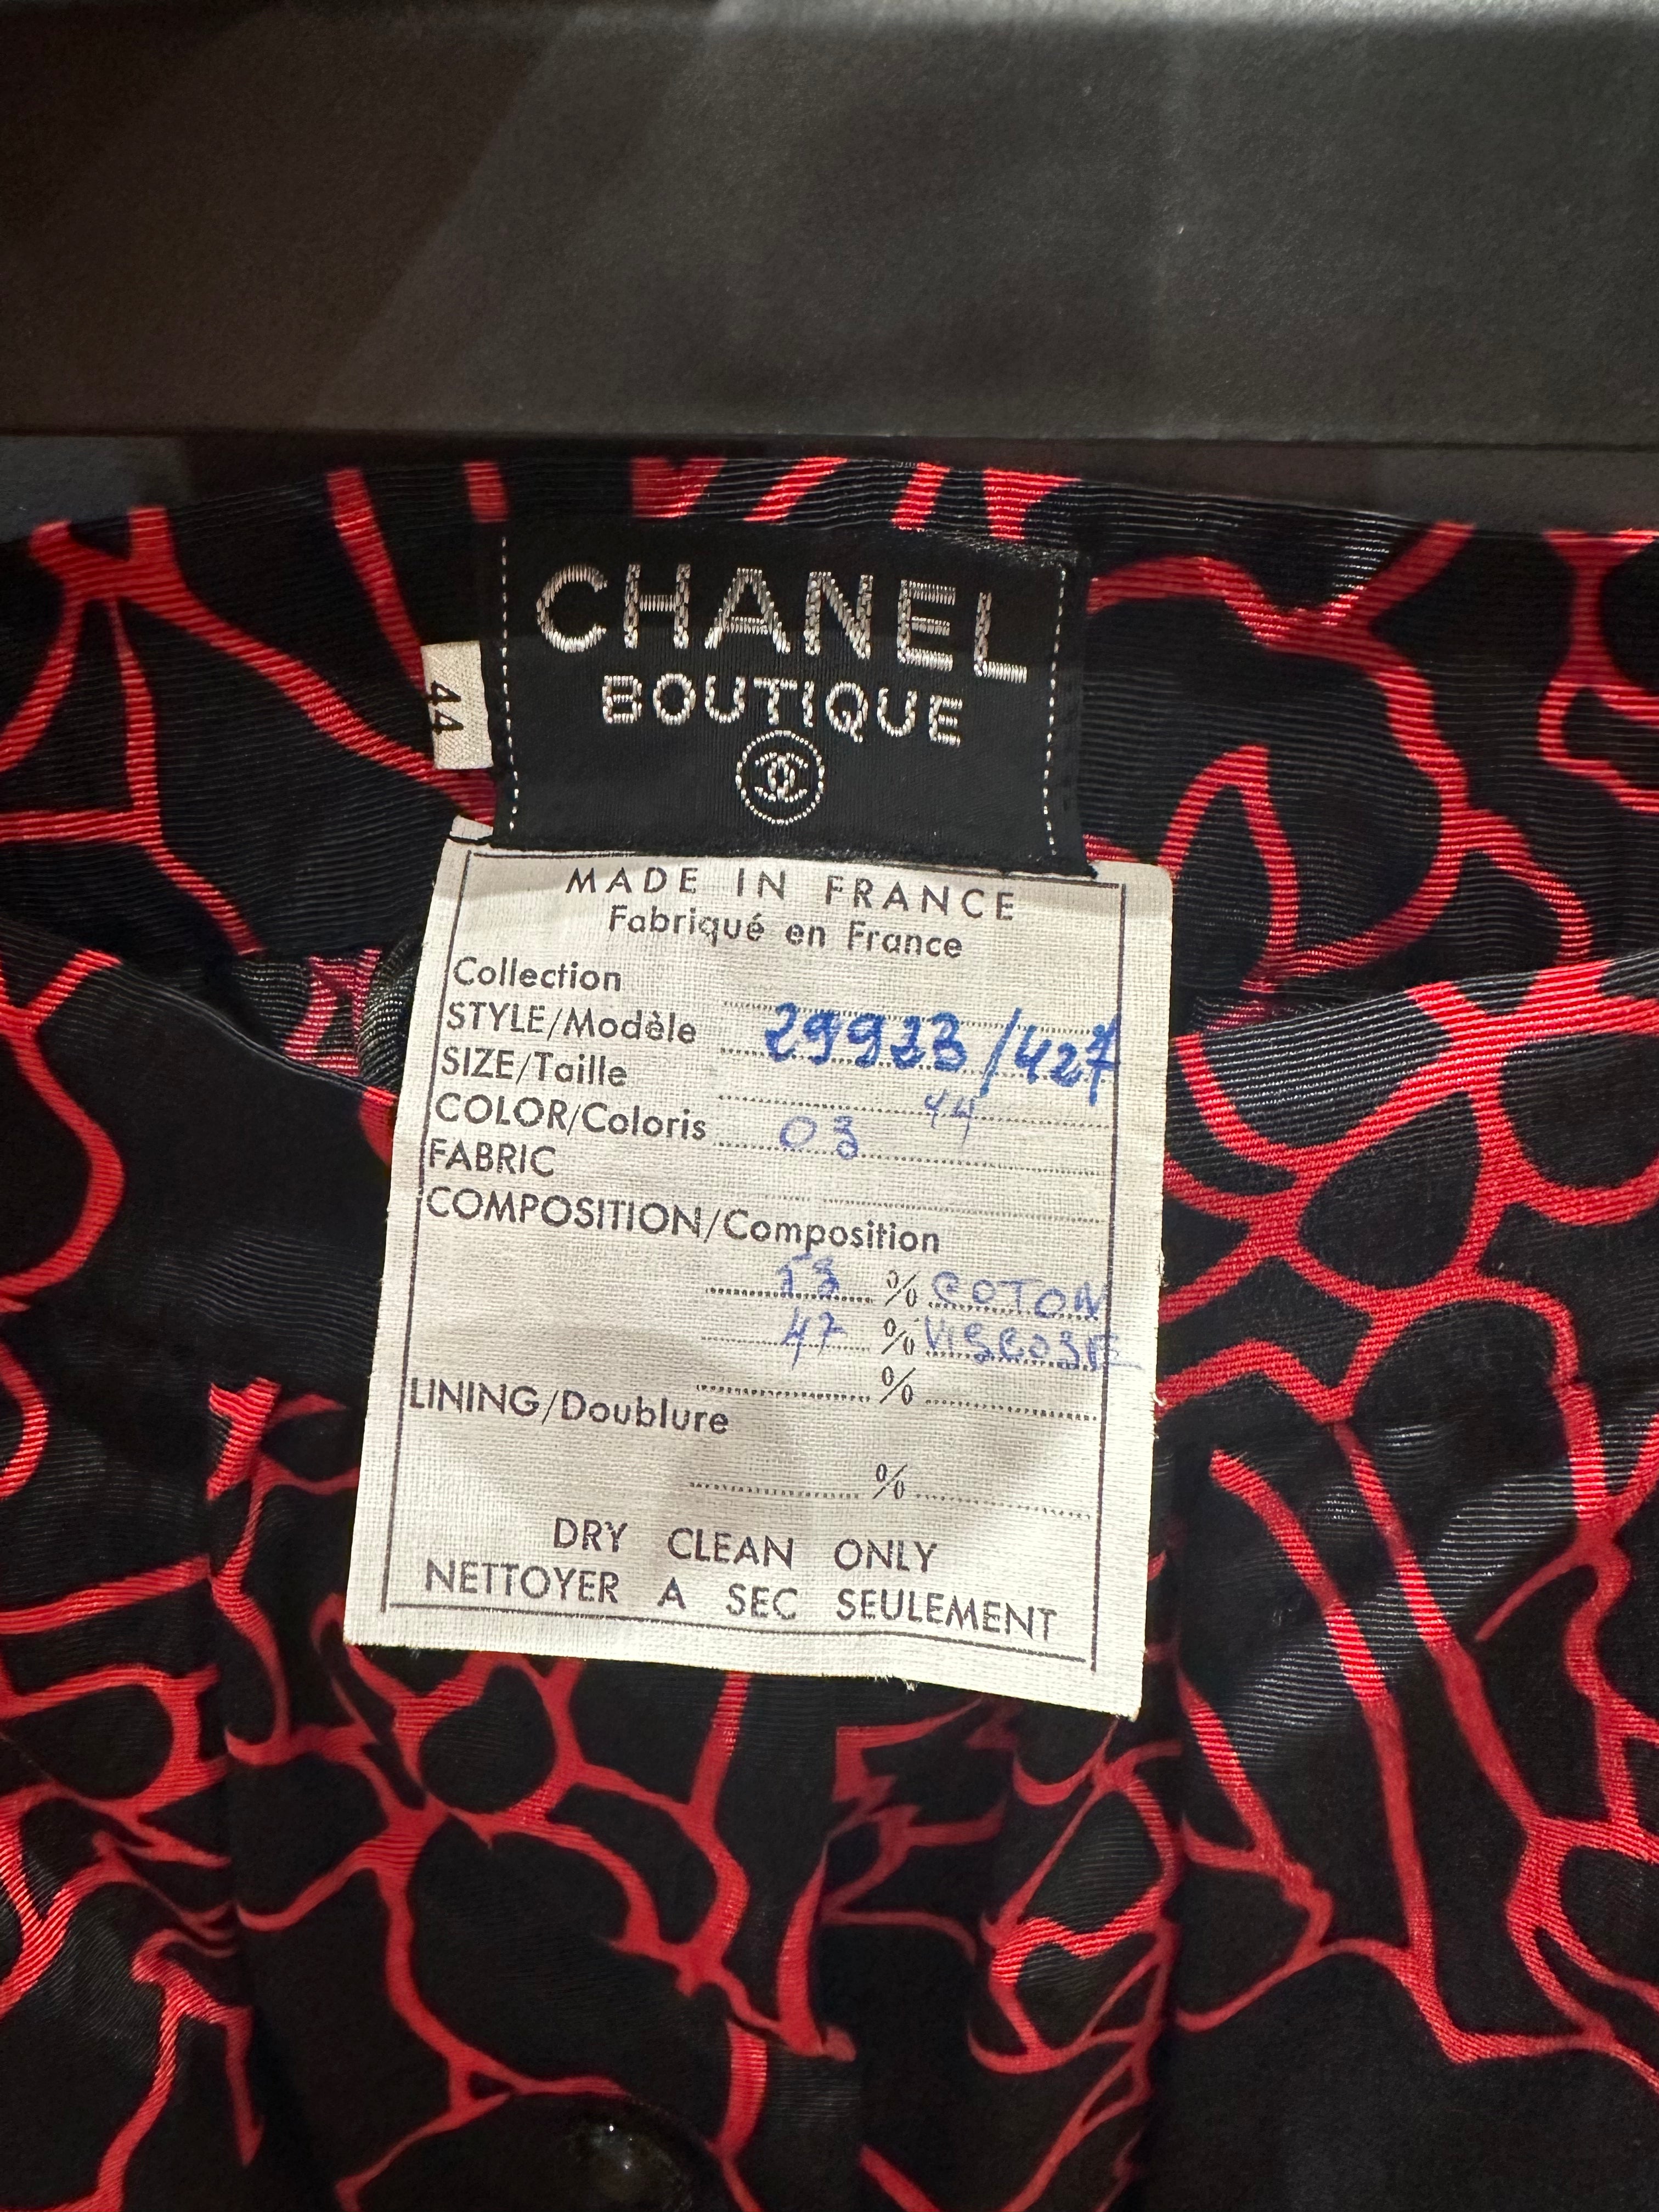 CHANEL
BOUTIQUE
44
MADE IN FRANCE
Fabriqué en France
Collection
STYLE/Modèle 29923/427
SIZE/Taille 44
COLOR/Coloris 03
FABRIC
COMPOSITION/Composition
53 % COTON
47 % VISCOSE
%
LINING/Doublure
%
DRY CLEAN ONLY
NETTOYER A SEC SEULEMENT